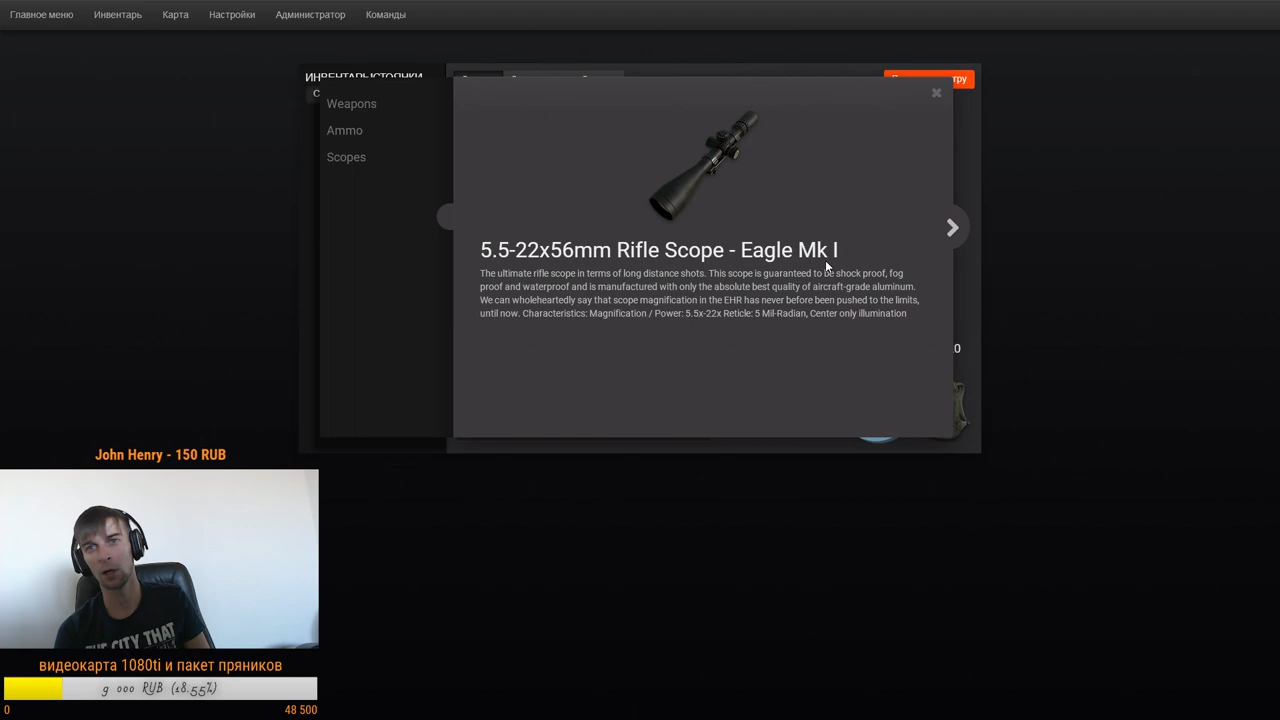 Главное меню
Инвентарь
Карта
Настройки
Администратор
Команды
Weapons
Ammo
Scopes
5.5-22x56mm Rifle Scope - Eagle Mk I
The ultimate rifle scope in terms of long distance shots. This scope is guaranteed to be shock proof, fog
proof and waterproof and is manufactured with only the absolute best quality of aircraft-grade aluminum.
We can wholeheartedly say that scope magnification in the EHR has never before been pushed to the limits,
until now. Characteristics: Magnification / Power: 5.5x-22x Reticle: 5 Mil-Radian, Center only illumination
John Henry - 150 RUB
THE CITY THAT
видеокарта 1080ti и пакет пряников
9 000 RUB (18.55%)
0
48 500